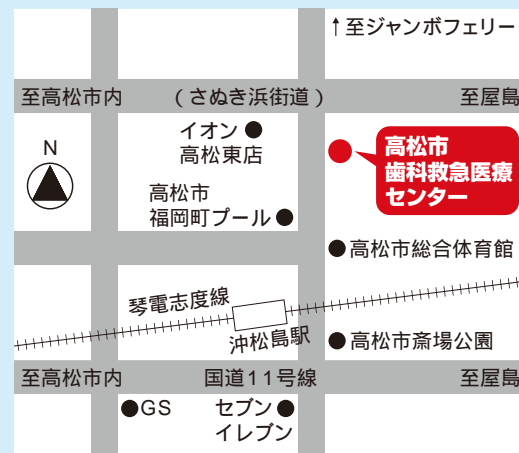 ↑至ジャンボフェリー
至高松市内
(さぬき浜街道)
至屋島
イオン
高松東店
高松市
歯科救急医療
センター
N
高松市
福岡町プール
高松市総合体育館
琴電志度線
沖松島駅
高松市斎場公園
至高松市内
国道11号線
至屋島
GS
セブン
イレブン